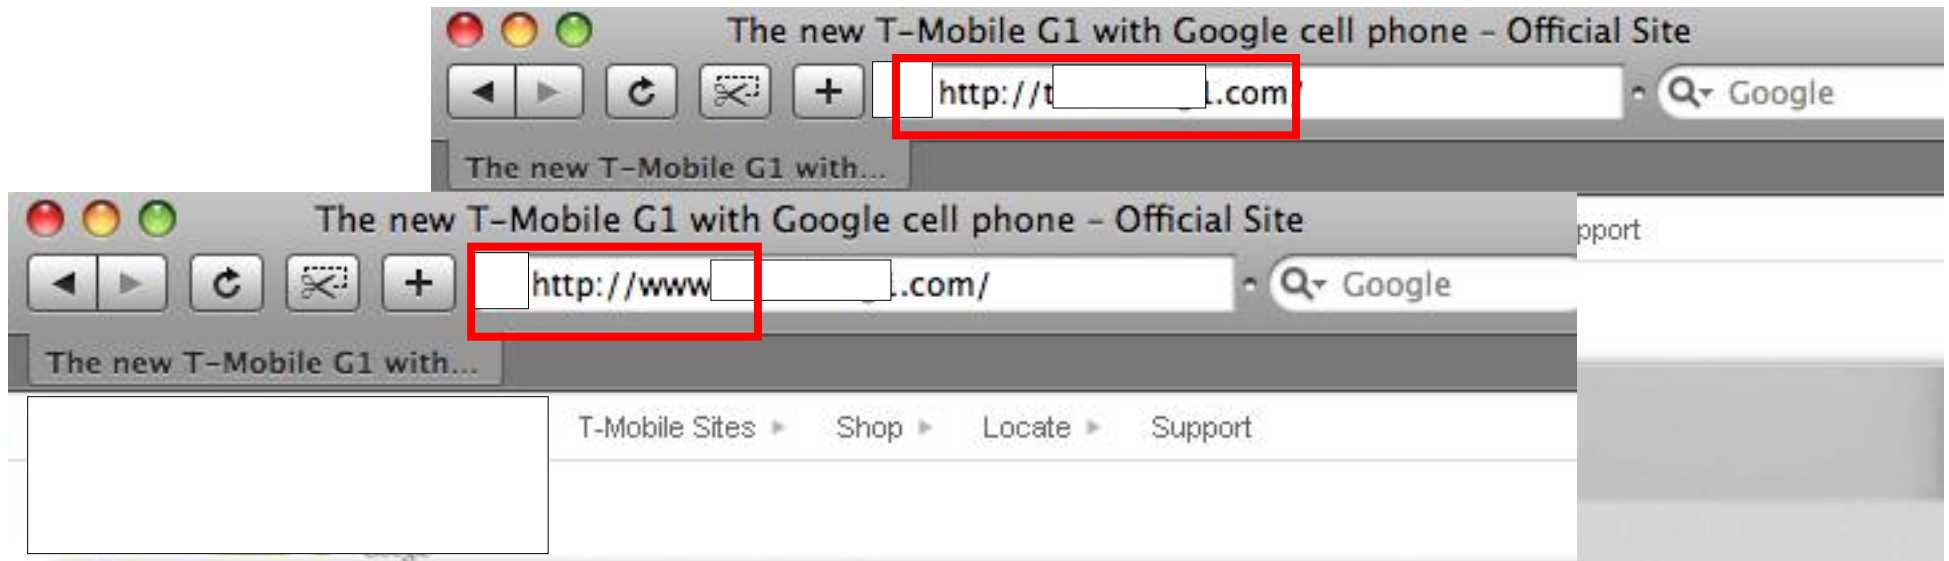 The new T-Mobile G1 with Google cell phone – Official Site
http://t 1.com/
Google
The new T-Mobile G1 with...
pport
The new T-Mobile G1 with Google cell phone – Official Site
http://www 1.com/
Google
The new T-Mobile G1 with...
T-Mobile Sites Shop Locate Support